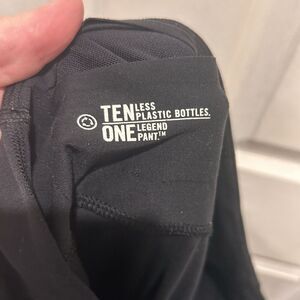 TEN LESS PLASTIC BOTTLES.
ONE LEGEND PANT.™